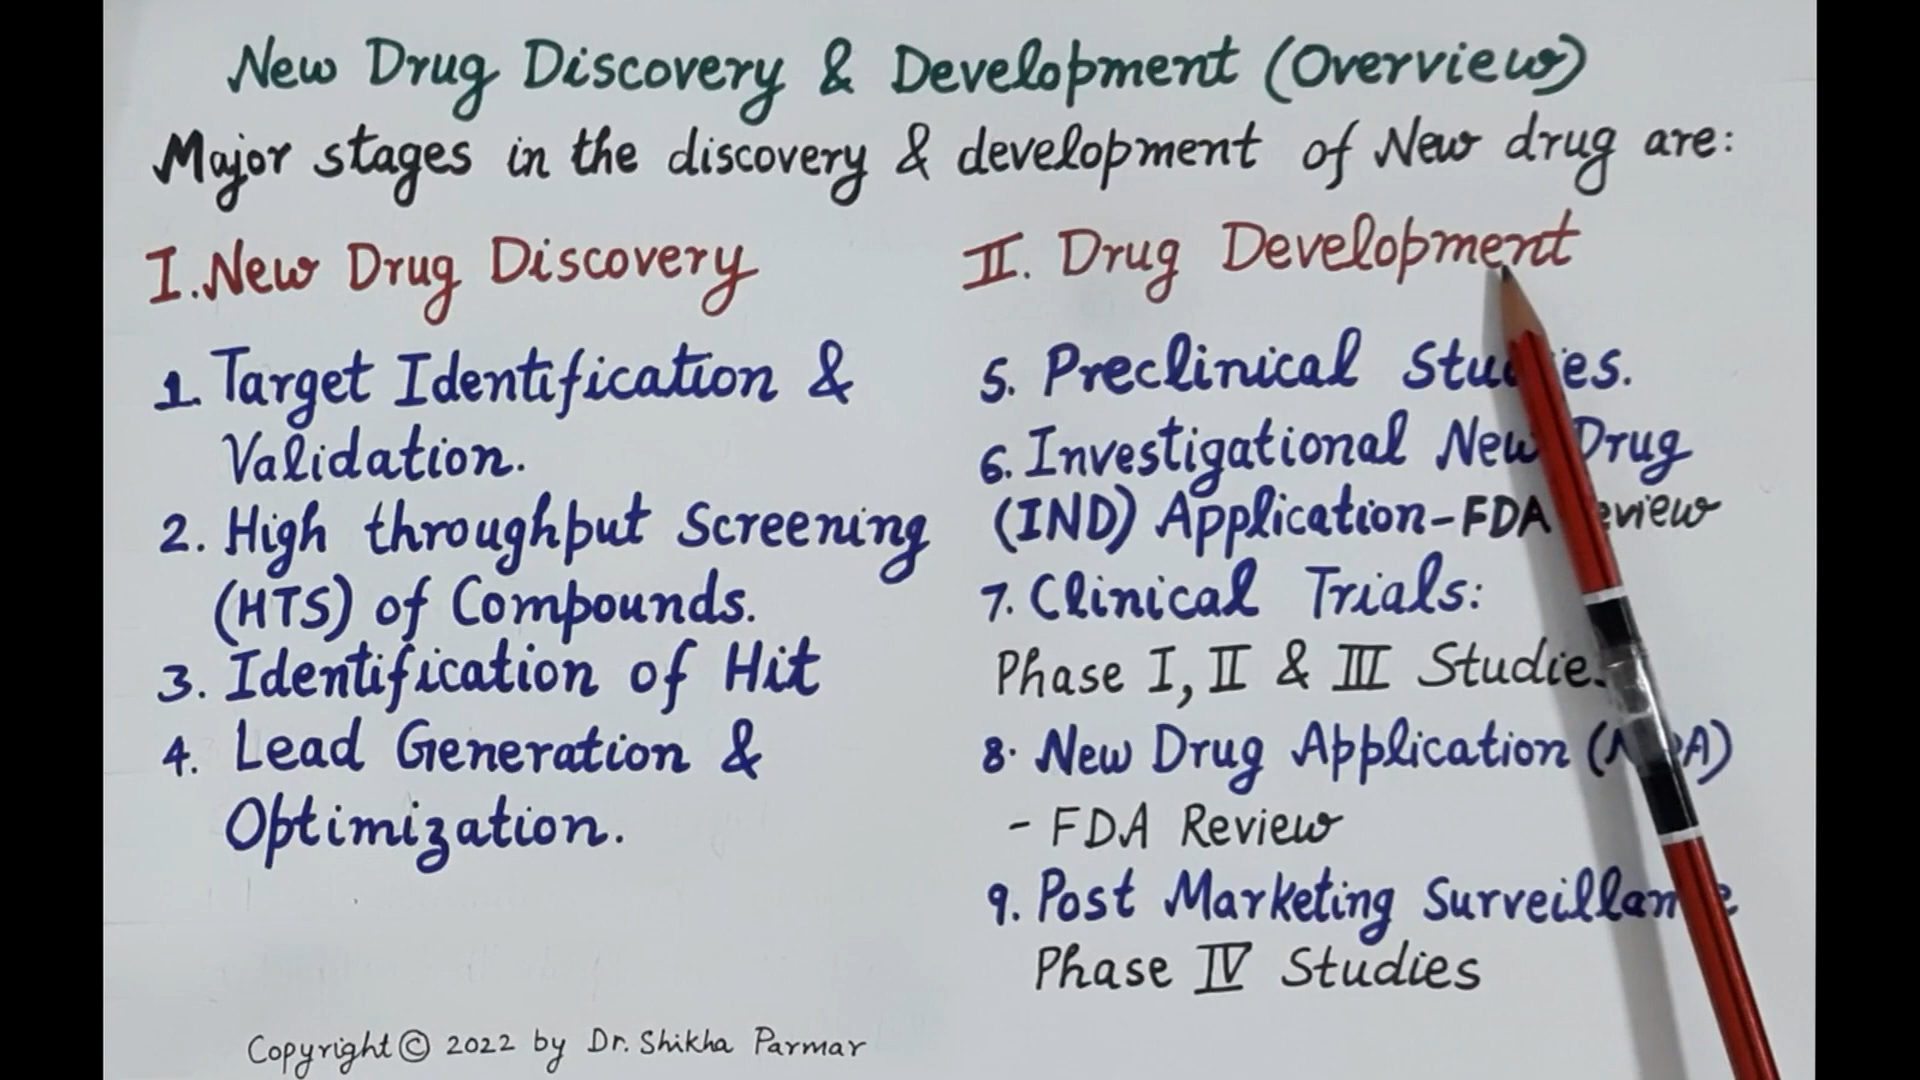 New Drug Discovery & Development (Overview)
Major stages in the discovery & development of New drug are:
I. New Drug Discovery
1. Target Identification &
Validation.
2. High throughput Screening
(HTS) of Compounds.
3. Identification of Hit
4. Lead Generation &
Optimization.
II. Drug Development
5. Preclinical Studies.
6. Investigational New Drug
(IND) Application-FDA Review
7. Clinical Trials:
Phase I, II & III Studies
8. New Drug Application (NDA)
- FDA Review
9. Post Marketing Surveillance
Phase IV Studies
Copyright © 2022 by Dr. Shikha Parmar